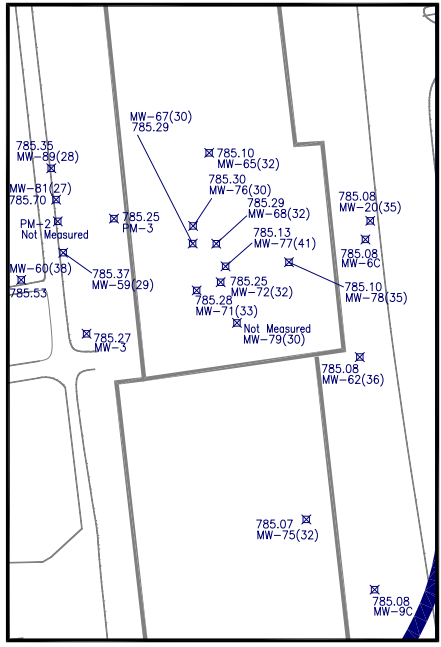 MW-67(30)
785.29
785.35
MW-89(28)
785.10
MW-65(32)
785.30
MW-76(30)
MW-81(27)
785.70
785.08
MW-20(35)
785.29
MW-68(32)
785.25
PM-3
PM-2
Not Measured
785.13
MW-77(41)
785.08
MW-6C
MW-60(38)
785.53
785.37
MW-59(29)
785.25
MW-72(32)
785.10
MW-78(35)
785.28
MW-71(33)
Not Measured
MW-79(30)
785.27
MW-3
785.08
MW-62(36)
785.07
MW-75(32)
785.08
MW-9C